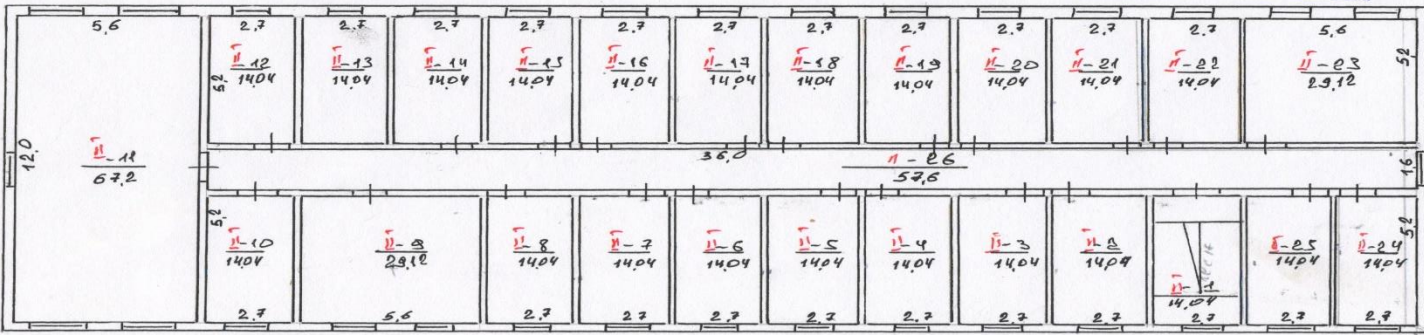 5,6
2,7 2,7 2,7 2,7 2,7 2,7 2,7 2,7 2,7 2,7 2,7
5,6
II-12
14,04
5,2
II-13
14,04
II-14
14,04
II-15
14,04
II-16
14,04
II-17
14,04
II-18
14,04
II-19
14,04
II-20
14,04
II-21
14,04
II-22
14,04
II-23
29,12
5,2
12,0
II-11
67,2
36,0
II-26
57,6
1,6
5,2
II-10
14,04
2,7
II-9
29,12
5,6
II-8
14,04
2,7
II-7
14,04
2,7
II-6
14,04
2,7
II-5
14,04
2,7
II-4
14,04
2,7
II-3
14,04
2,7
II-2
14,04
2,7
II-1
14,04
2,7
II-25
14,04
2,7
II-24
14,04
2,7
5,2